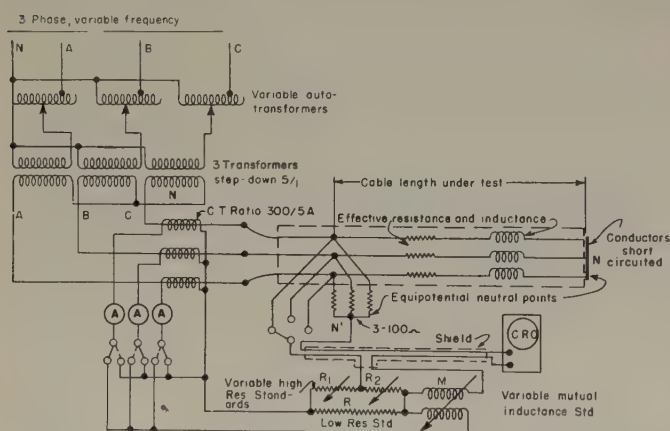 3 Phase, variable frequency
N A B C
Variable auto-
transformers
3 Transformers
step-down 5/1
N
A B C
C T Ratio 300/5A
Cable length under test
Effective resistance and inductance
Conductors
short
circuited
N
Equipotential neutral points
A A A
N' 3-100~
Shield
CRO
Variable high
Res Stand-
ards
R1 R2 M
R
Low Res Std
Variable mutual
inductance Std